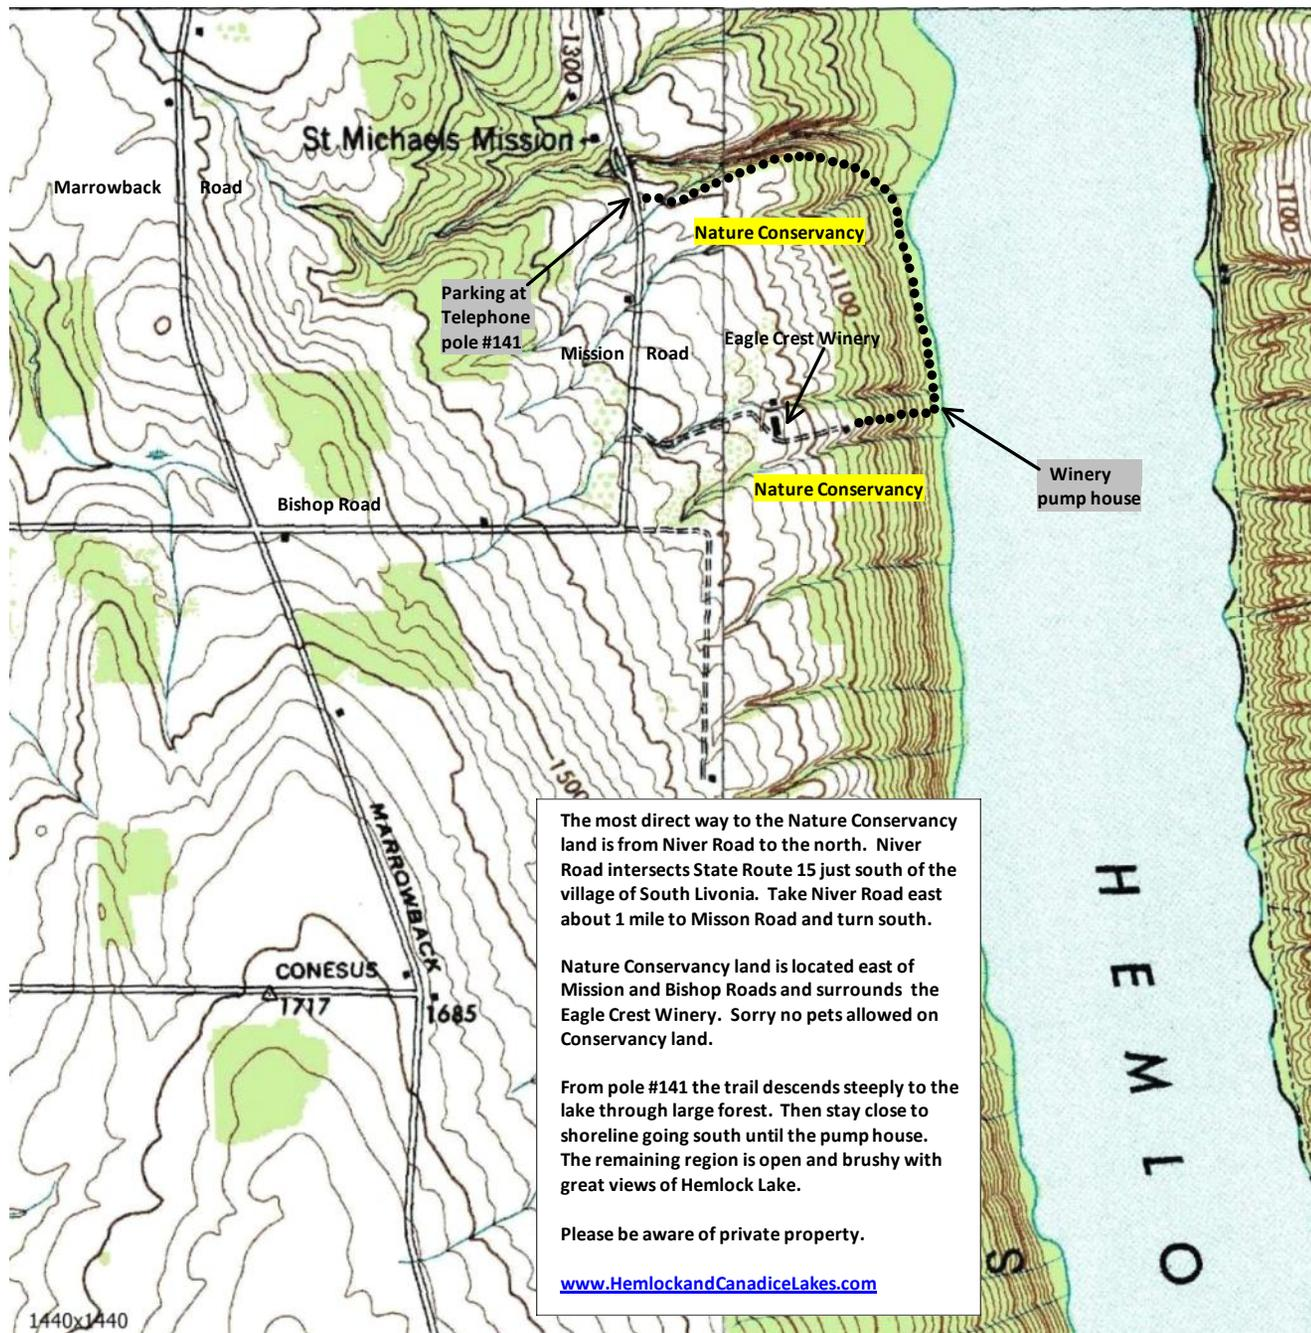 1300
St Michaels Mission
Marrowback Road
1100
Nature Conservancy
1100
Parking at
Telephone
pole #141
Mission Road
Eagle Crest Winery
Winery
pump house
Nature Conservancy
Bishop Road
1500
MARROWBACK
CONESUS
1717
1685
The most direct way to the Nature Conservancy
land is from Niver Road to the north. Niver
Road intersects State Route 15 just south of the
village of South Livonia. Take Niver Road east
about 1 mile to Misson Road and turn south.
Nature Conservancy land is located east of
Mission and Bishop Roads and surrounds the
Eagle Crest Winery. Sorry no pets allowed on
Conservancy land.
From pole #141 the trail descends steeply to the
lake through large forest. Then stay close to
shoreline going south until the pump house.
The remaining region is open and brushy with
great views of Hemlock Lake.
Please be aware of private property.
www.HemlockandCanadiceLakes.com
H E M L O
S
1440x1440